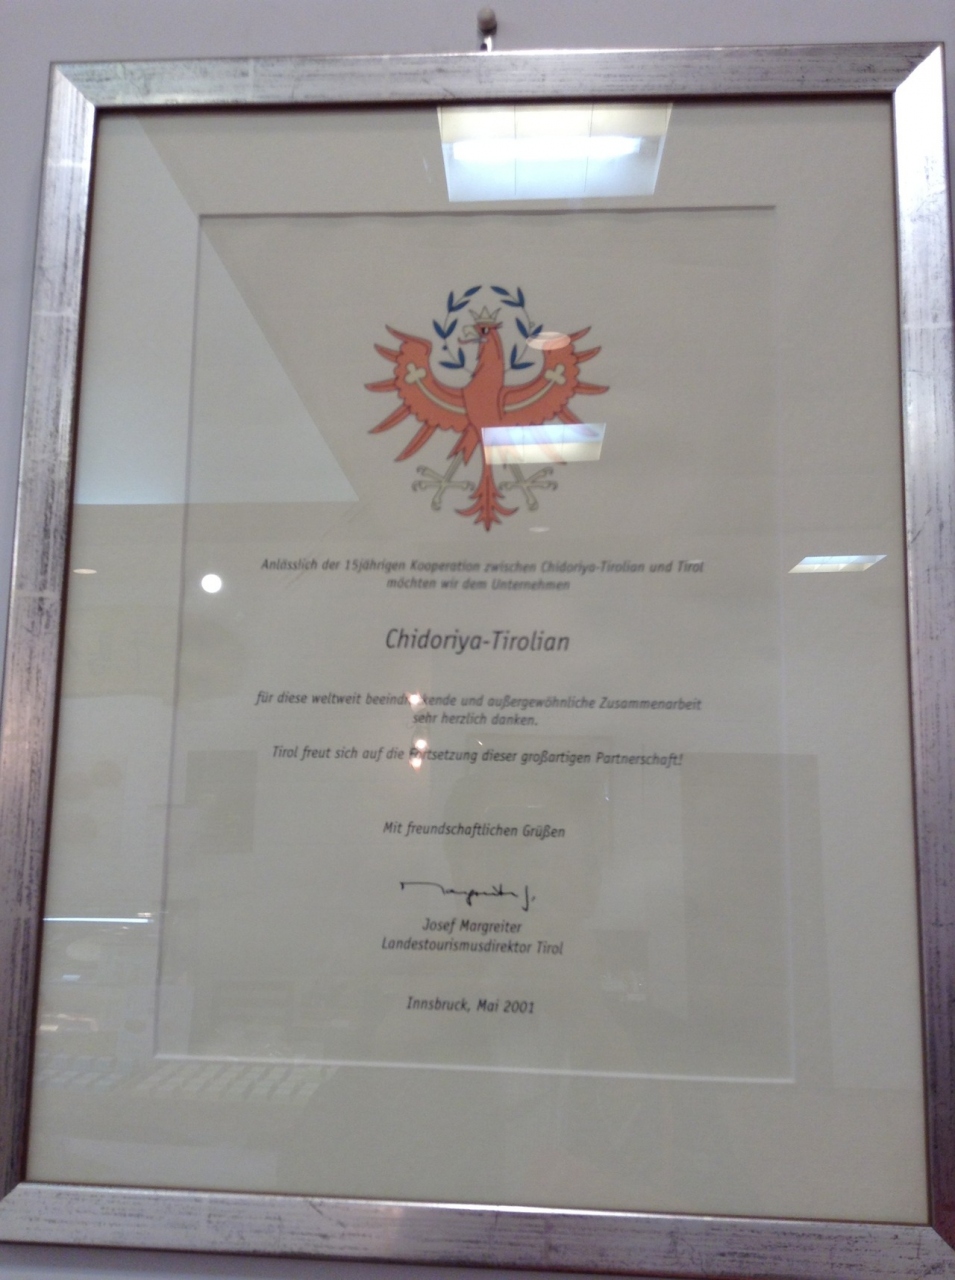 Anlässlich der 15jährigen Kooperation zwischen Chidoriya-Tirolian und Tirol
möchten wir dem Unternehmen
Chidoriya-Tirolian
für diese weltweit beeindruckende und außergewöhnliche Zusammenarbeit
sehr herzlich danken.
Tirol freut sich auf die Fortsetzung dieser großartigen Partnerschaft!
Mit freundschaftlichen Grüßen
Margreiter J.
Josef Margreiter
Landestourismusdirektor Tirol
Innsbruck, Mai 2001